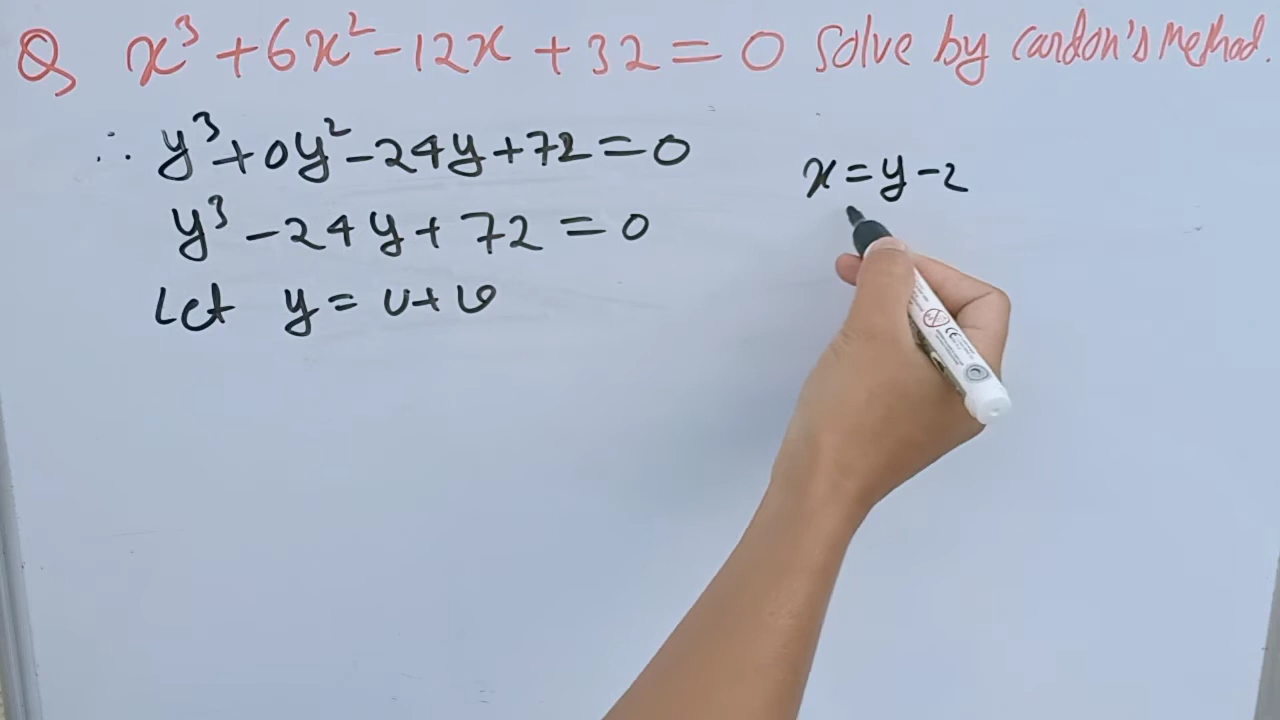 Q x³ + 6x² - 12x + 32 = 0 Solve by cardon's Method.
∴ y³ + 0y² - 24y + 72 = 0
x = y - 2
y³ - 24y + 72 = 0
Let y = u + v